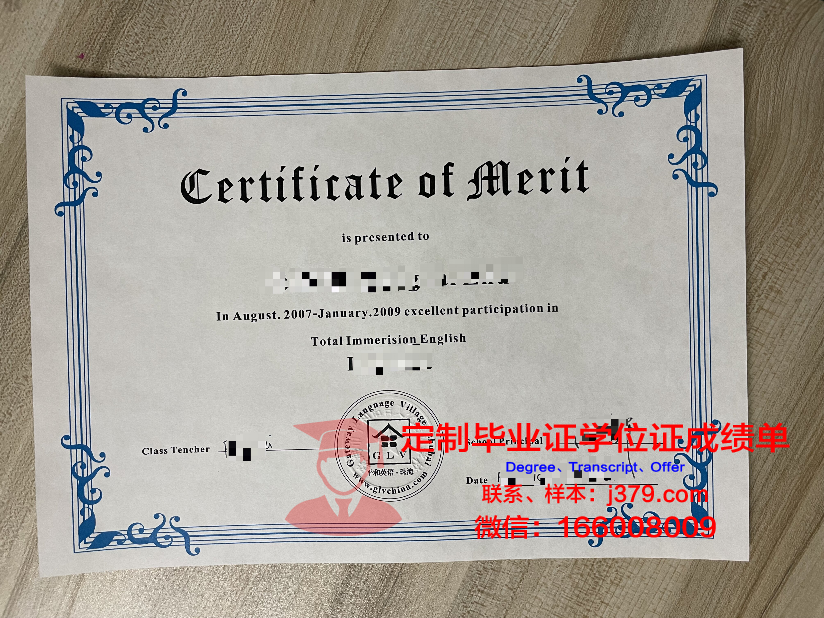 Certificate of Merit
is presented to
In August. 2007-January.2009 excellent participation in
Total Immerision English
Class Tencher
School Principal
Date
Gateway Language Village Zhuhai
GLV
www.glvchina.com
定制毕业证学位证成绩单
Degree、Transcript、Offer
联系、样本：j379.com
微信：166008009